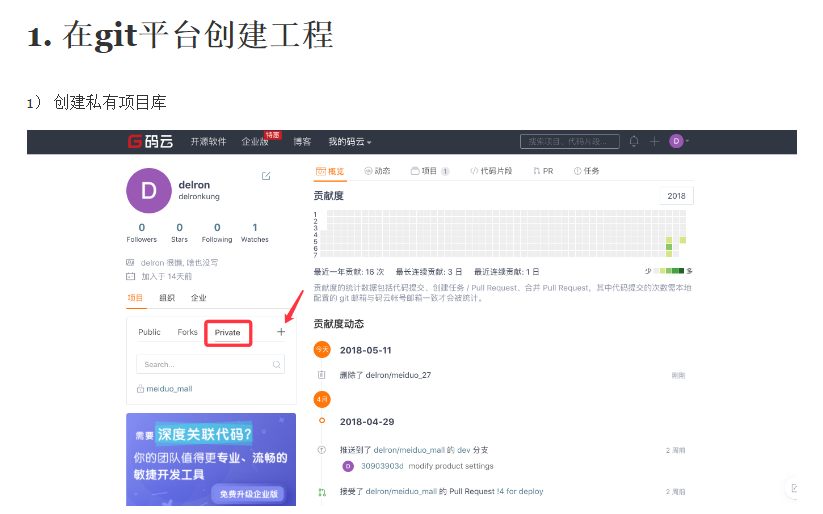 1. 在git平台创建工程
1） 创建私有项目库
码云 开源软件 企业版 特惠 博客 我的码云 搜索项目、代码片段... D
D
delron
delronkung
0 0 0 1
Followers Stars Following Watches
delron 很懒, 啥也没写
加入于 14天前
项目 组织 企业
Public Forks Private +
Search...
meiduo_mall
需要 深度关联代码?
你的团队值得更专业、流畅的
敏捷开发工具
免费升级企业版
概览 动态 项目 1 代码片段 PR 任务
贡献度 2018
1
2
3
4
5
6
7
最近一年贡献: 16 次 最长连续贡献: 3 日 最近连续贡献: 1 日 少 多
贡献度的统计数据包括代码提交、创建任务 / Pull Request、合并 Pull Request，其中代码提交的次数需本地
配置的 git 邮箱与码云帐号邮箱一致才会被统计。
贡献度动态
今天 2018-05-11
删除了 delron/meiduo_27 刚刚
4月
2018-04-29
推送到了 delron/meiduo_mall 的 dev 分支 2 周前
D 30903903d modify product settings
接受了 delron/meiduo_mall 的 Pull Request !4 for deploy 2 周前